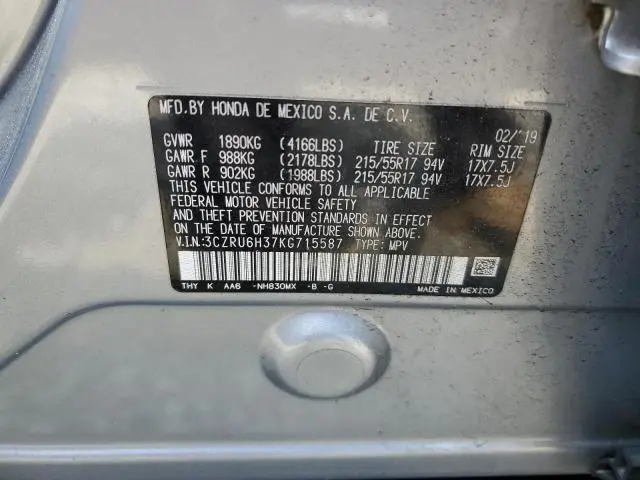 MFD.BY HONDA DE MEXICO S.A. DE C.V.
02/'19
GVWR 1890KG (4166LBS) TIRE SIZE RIM SIZE
GAWR F 988KG (2178LBS) 215/55R17 94V 17X7.5J
GAWR R 902KG (1988LBS) 215/55R17 94V 17X7.5J
THIS VEHICLE CONFORMS TO ALL APPLICABLE
FEDERAL MOTOR VEHICLE SAFETY
AND THEFT PREVENTION STANDARDS IN EFFECT
ON THE DATE OF MANUFACTURE SHOWN ABOVE.
V.I.N:3CZRU6H37KG715587 TYPE: MPV
THY K AA6 -NH830MX -B -G MADE IN MEXICO